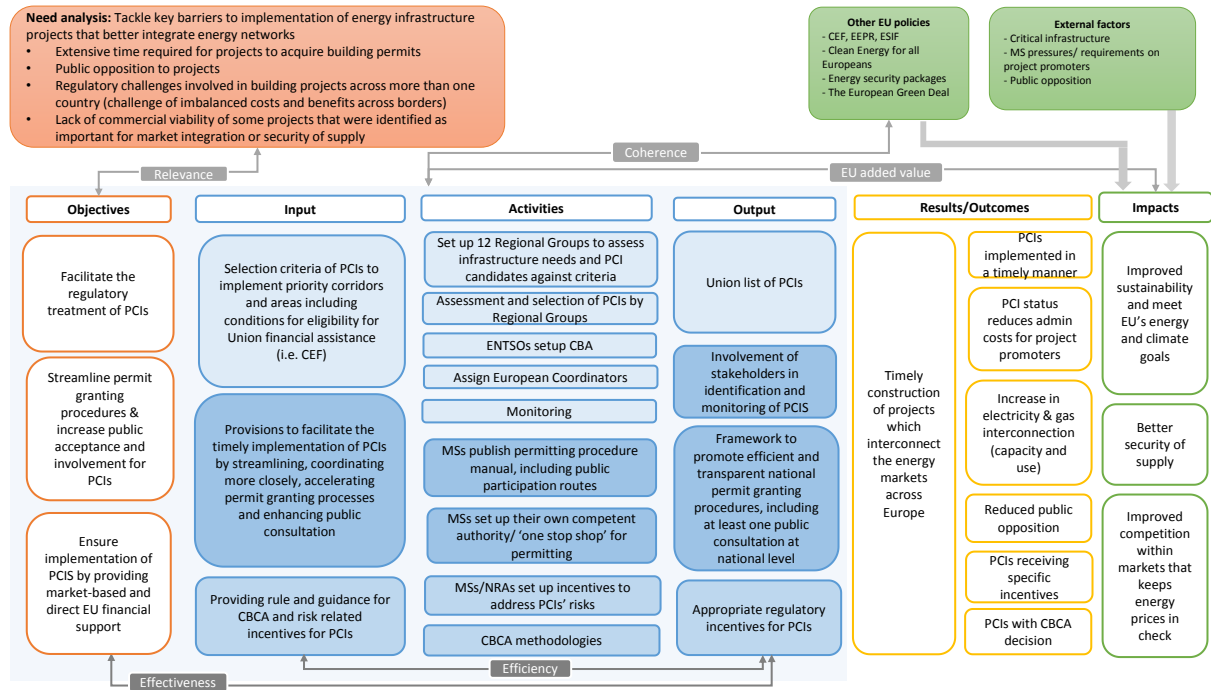 Need analysis: Tackle key barriers to implementation of energy infrastructure
projects that better integrate energy networks
• Extensive time required for projects to acquire building permits
• Public opposition to projects
• Regulatory challenges involved in building projects across more than one
country (challenge of imbalanced costs and benefits across borders)
• Lack of commercial viability of some projects that were identified as
important for market integration or security of supply
Other EU policies
- CEF, EEPR, ESIF
- Clean Energy for all
Europeans
- Energy security packages
- The European Green Deal
External factors
- Critical infrastructure
- MS pressures/ requirements on
project promoters
- Public opposition
Relevance
Coherence
EU added value
Objectives
Facilitate the
regulatory
treatment of PCIs
Streamline permit
granting
procedures &
increase public
acceptance and
involvement for
PCIs
Ensure
implementation of
PCIS by providing
market-based and
direct EU financial
support
Input
Selection criteria of PCIs to
implement priority corridors
and areas including
conditions for eligibility for
Union financial assistance
(i.e. CEF)
Provisions to facilitate the
timely implementation of PCIs
by streamlining, coordinating
more closely, accelerating
permit granting processes
and enhancing public
consultation
Providing rule and guidance for
CBCA and risk related
incentives for PCIs
Activities
Set up 12 Regional Groups to assess
infrastructure needs and PCI
candidates against criteria
Assessment and selection of PCIs by
Regional Groups
ENTSOs setup CBA
Assign European Coordinators
Monitoring
MSs publish permitting procedure
manual, including public
participation routes
MSs set up their own competent
authority/ 'one stop shop' for
permitting
MSs/NRAs set up incentives to
address PCIs' risks
CBCA methodologies
Output
Union list of PCIs
Involvement of
stakeholders in
identification and
monitoring of PCIS
Framework to
promote efficient and
transparent national
permit granting
procedures, including
at least one public
consultation at
national level
Appropriate regulatory
incentives for PCIs
Results/Outcomes
Timely
construction of
projects which
interconnect
the energy
markets
across
Europe
PCIs
implemented in
a timely manner
PCI status
reduces admin
costs for project
promoters
Increase in
electricity & gas
interconnection
(capacity and
use)
Reduced public
opposition
PCIs receiving
specific
incentives
PCIs with CBCA
decision
Impacts
Improved
sustainability
and meet
EU's energy
and climate
goals
Better
security of
supply
Improved
competition
within
markets that
keeps
energy
prices in
check
Efficiency
Effectiveness